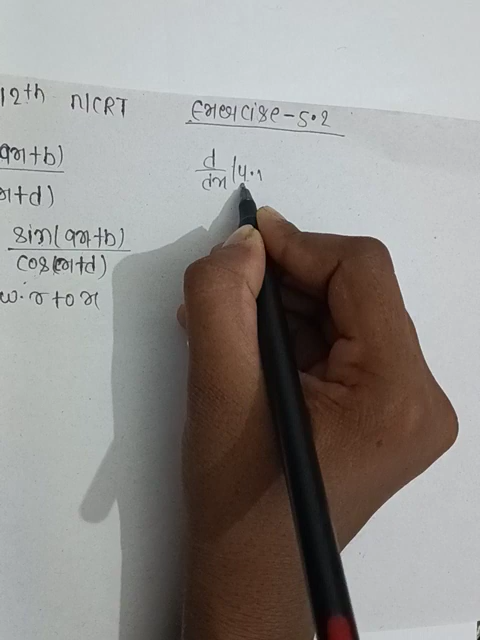 12th NCRT
Exercise-5.2
ax+b)
x+d)
sin(ax+b)
cos(cx+d)
w.r to x
d
dx